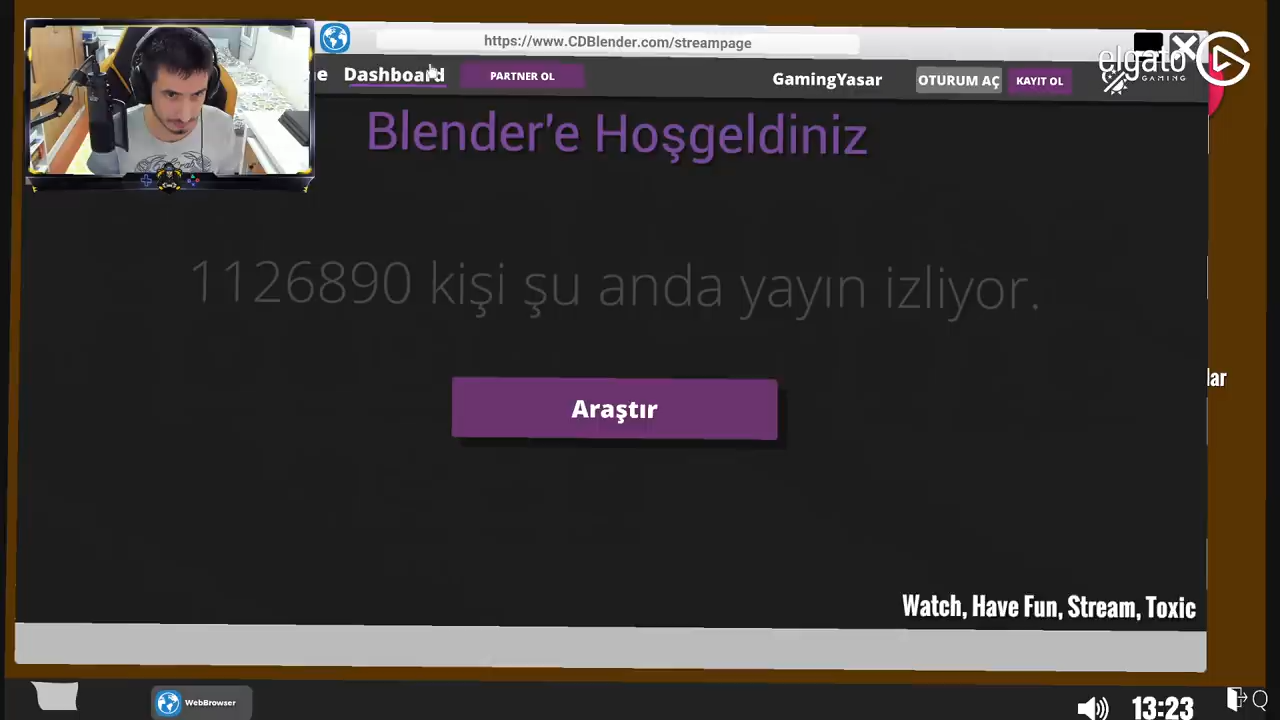 https://www.CDBlender.com/streampage
elgato
GAMING
e Dashboard PARTNER OL GamingYasar OTURUM AÇ KAYIT OL
Blender'e Hoşgeldiniz
1126890 kişi şu anda yayın izliyor.
lar
Araştır
Watch, Have Fun, Stream, Toxic
WebBrowser
13:23
Q